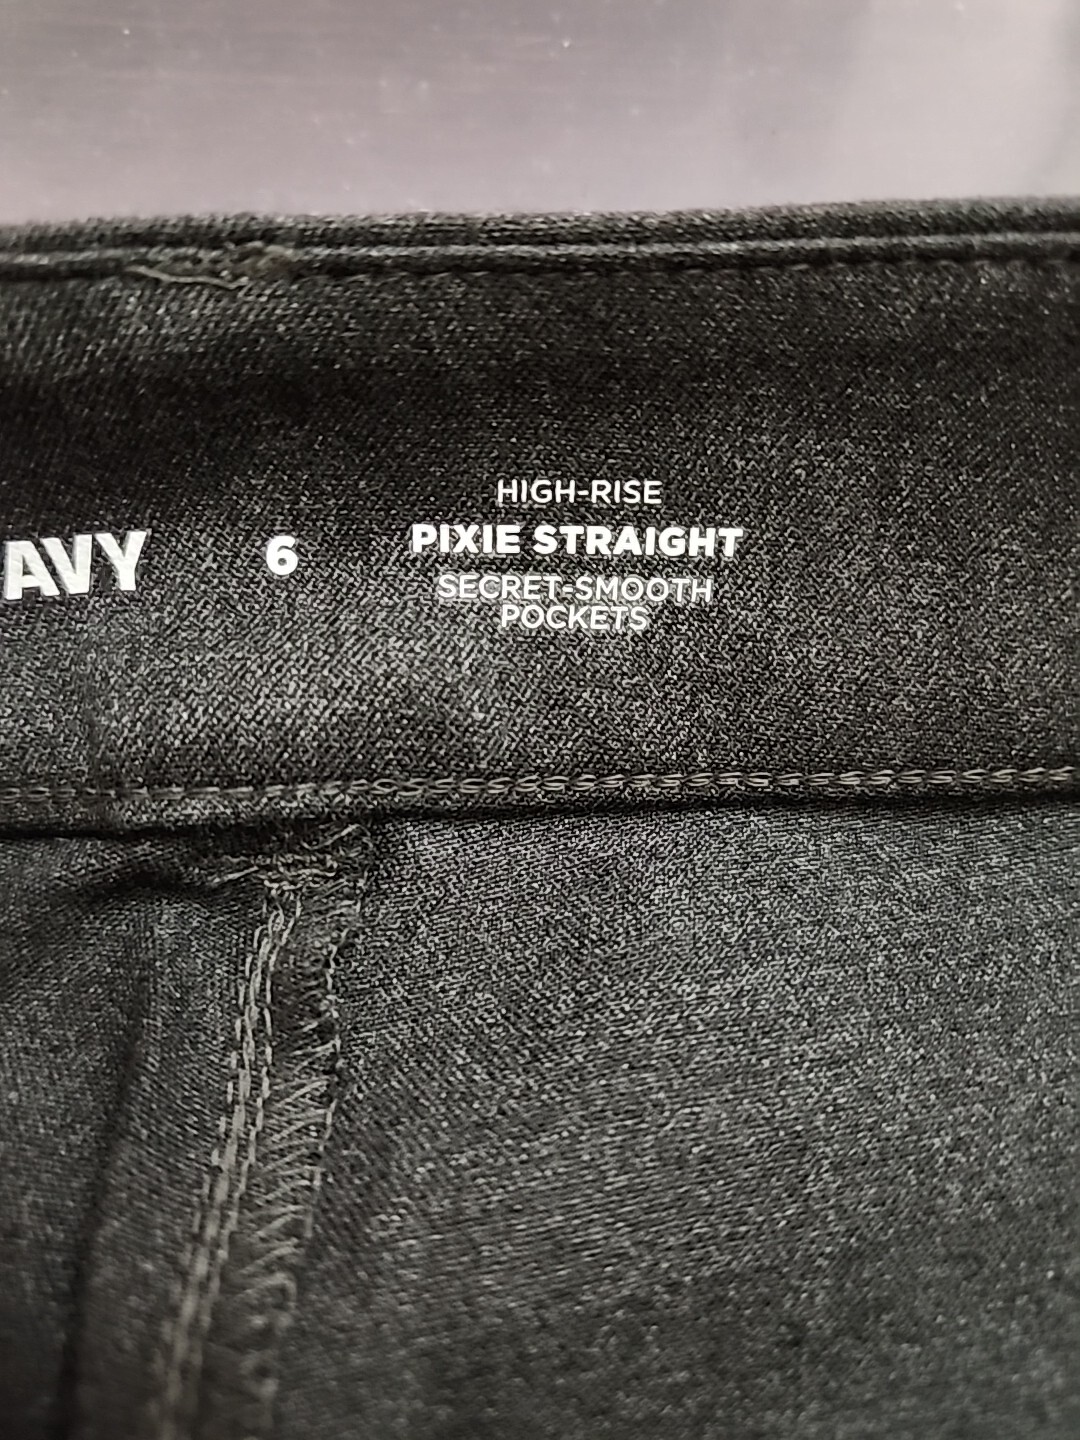 AVY
6
HIGH-RISE
PIXIE STRAIGHT
SECRET-SMOOTH
POCKETS